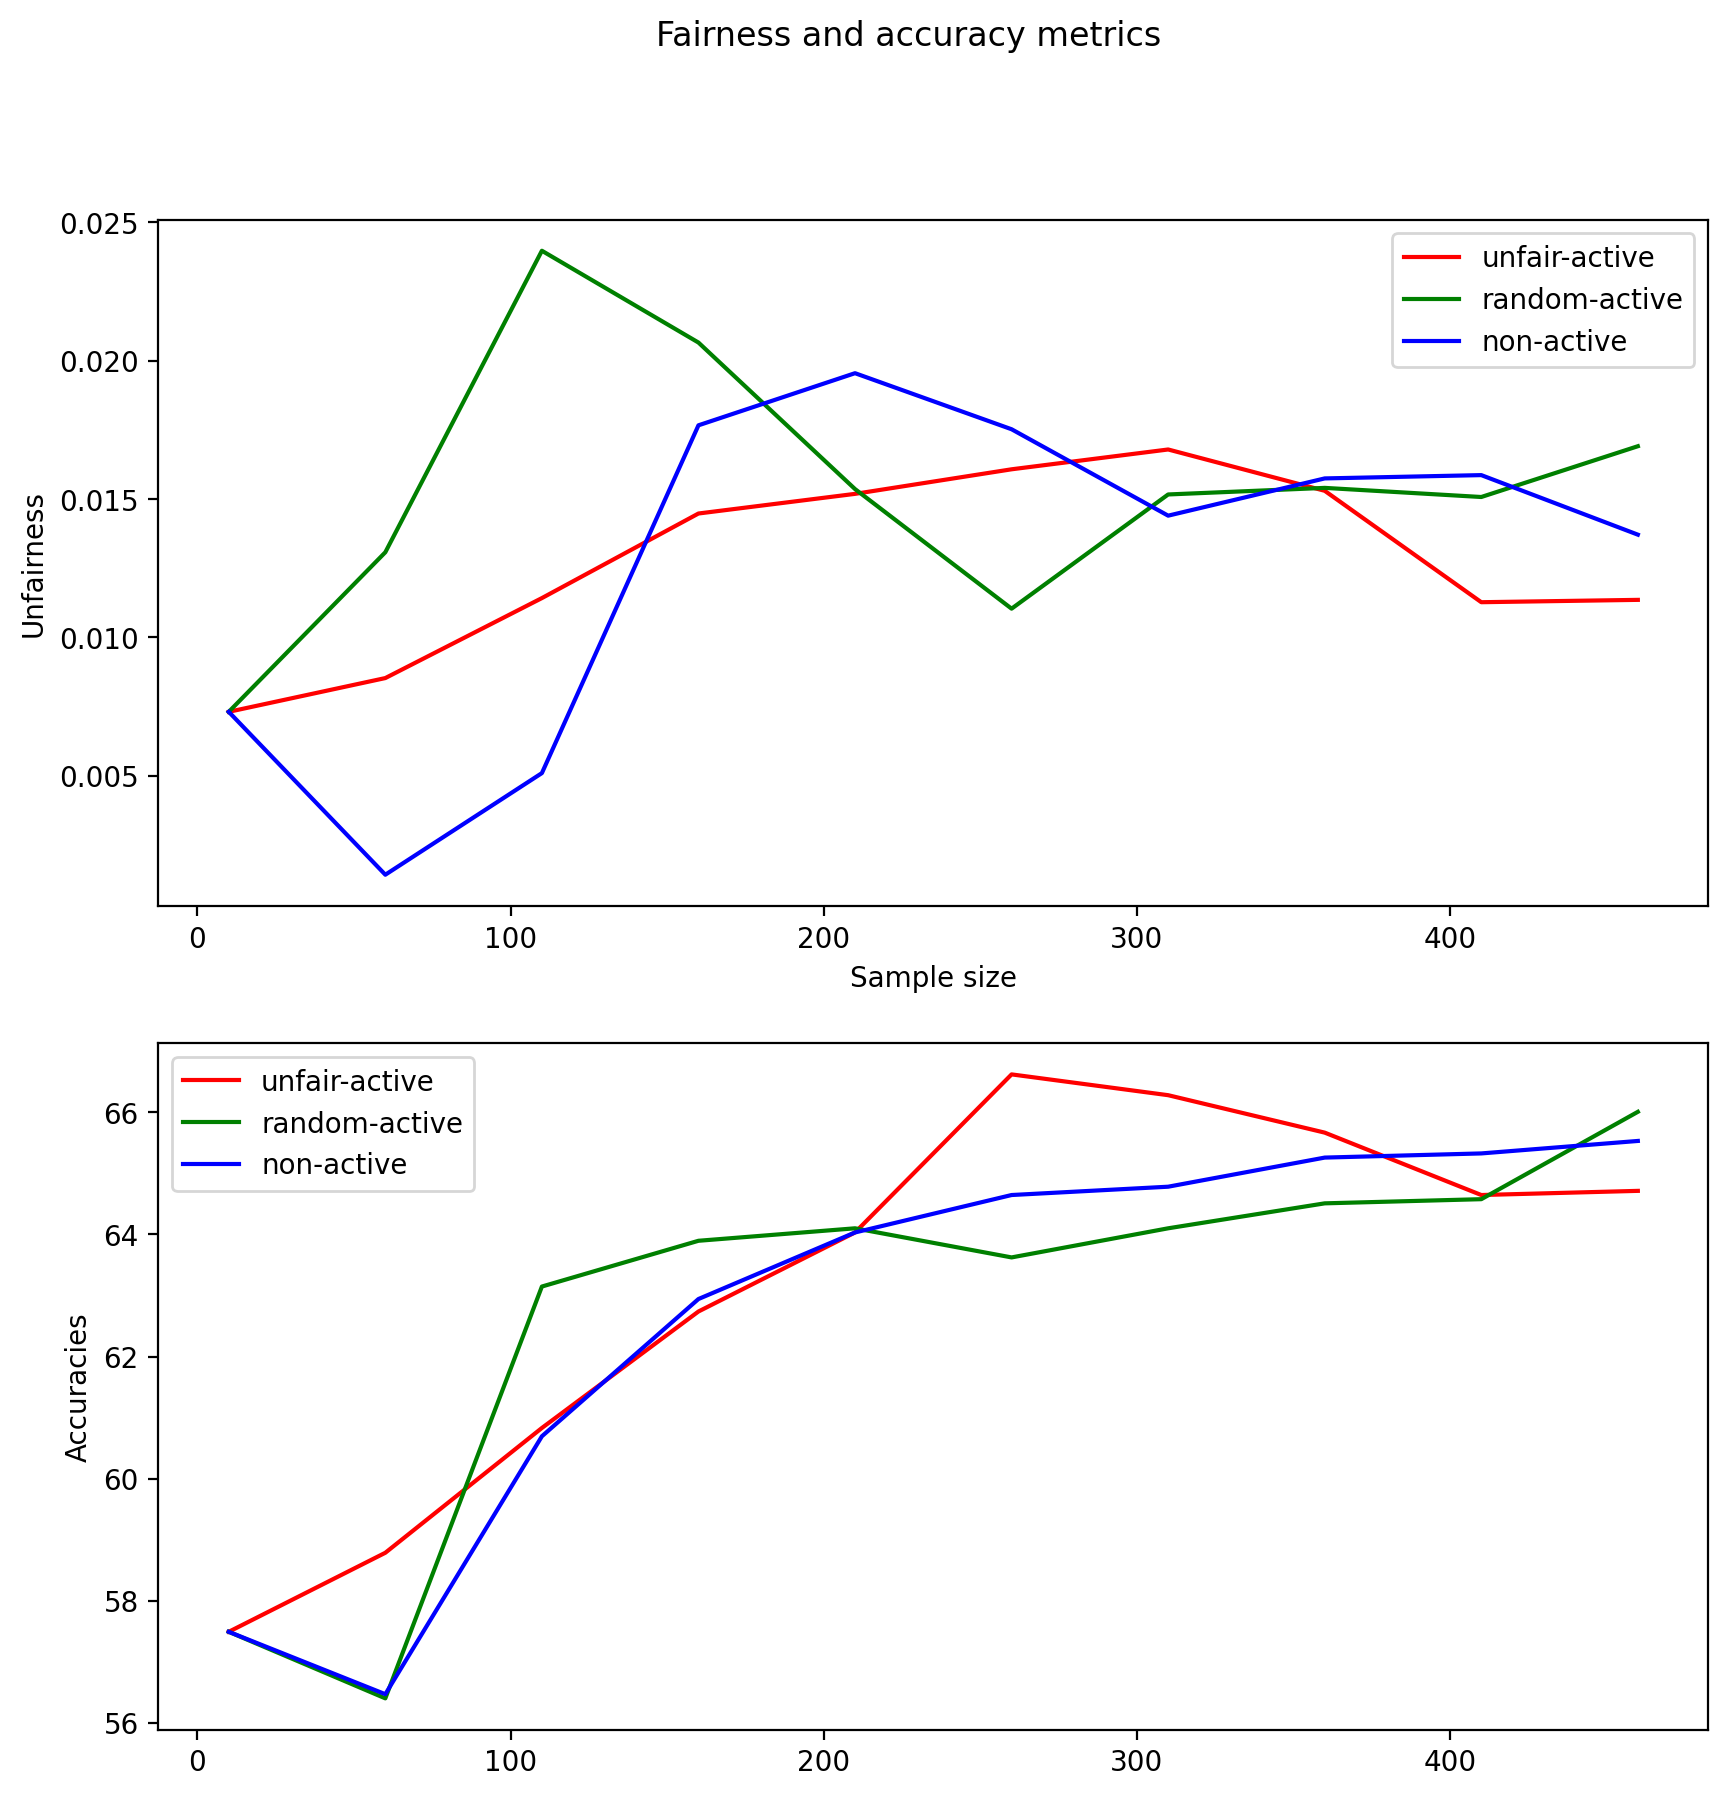 Fairness and accuracy metrics
0.025
0.020
0.015
0.010
0.005
Unfairness
unfair-active
random-active
non-active
0 100 200 300 400
Sample size
unfair-active
random-active
non-active
66
64
62
60
58
56
Accuracies
0 100 200 300 400